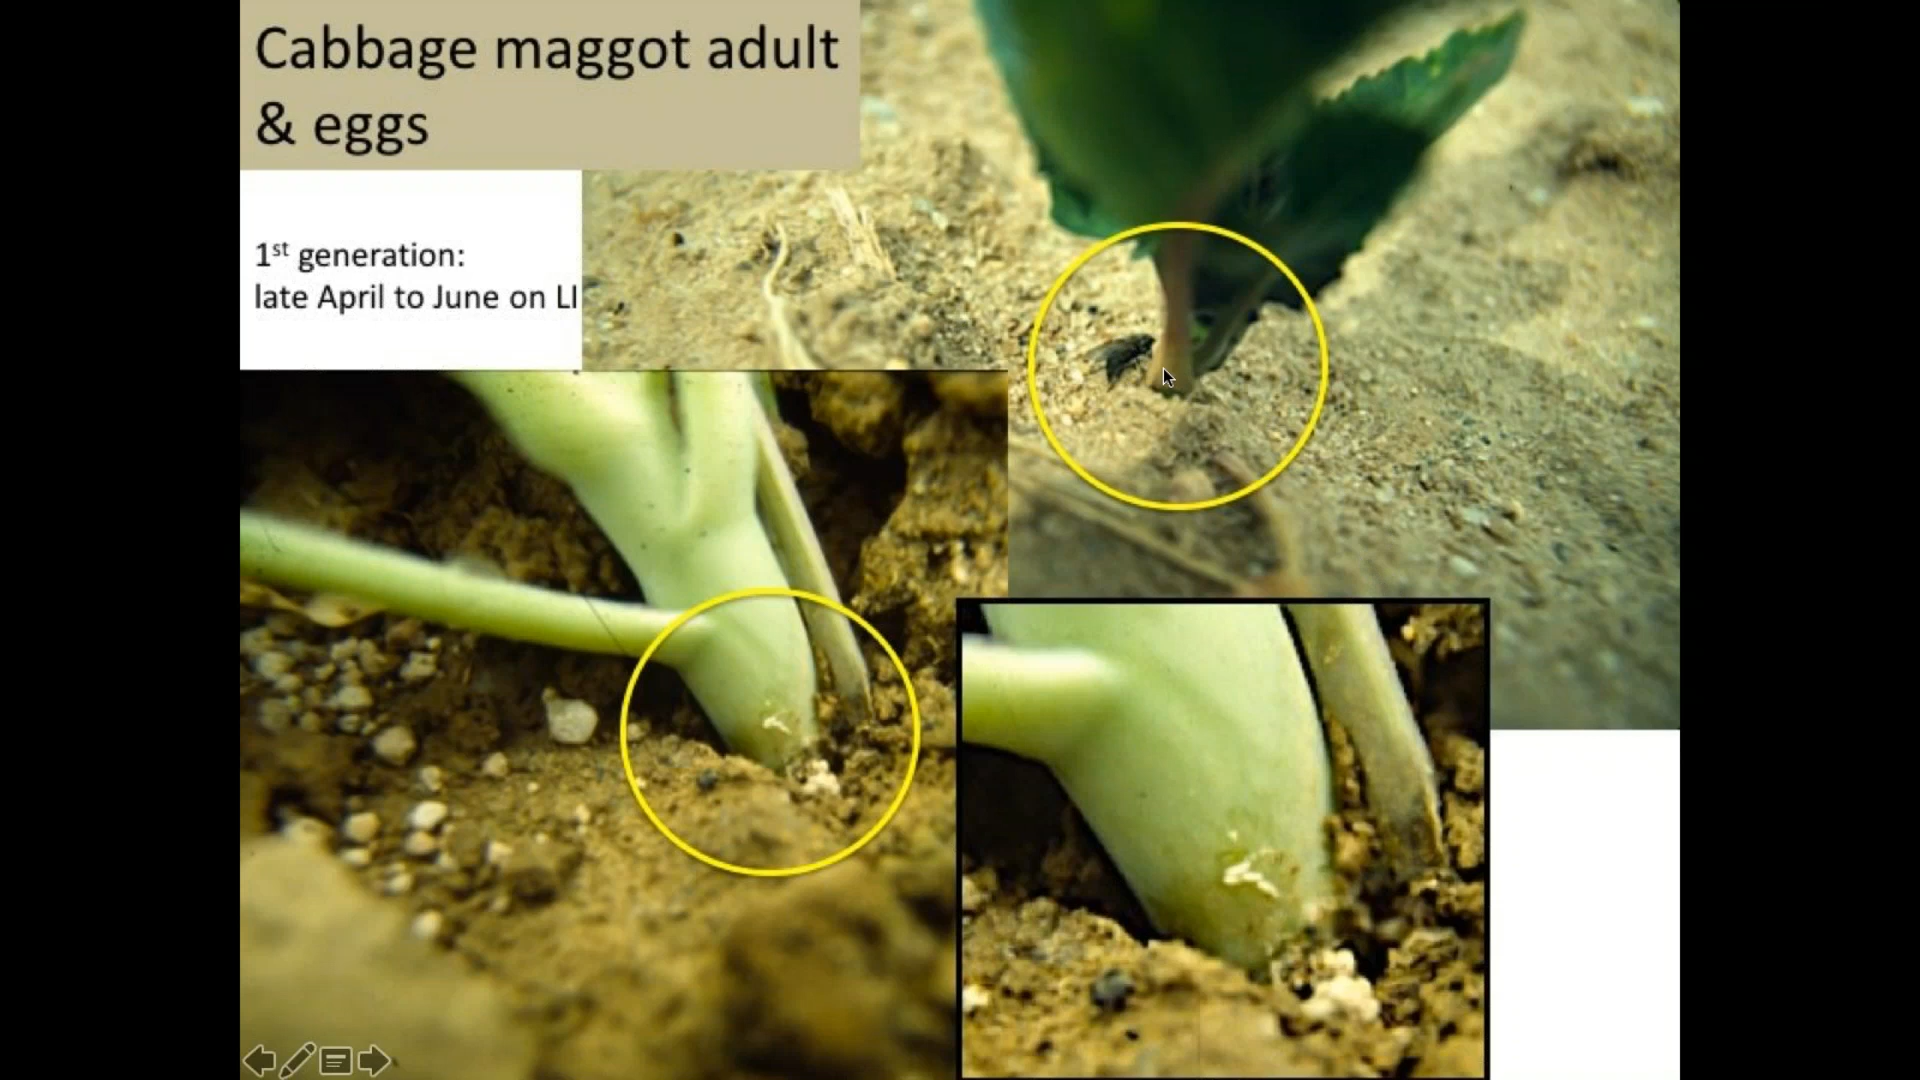 Cabbage maggot adult
& eggs
1st generation:
late April to June on LI